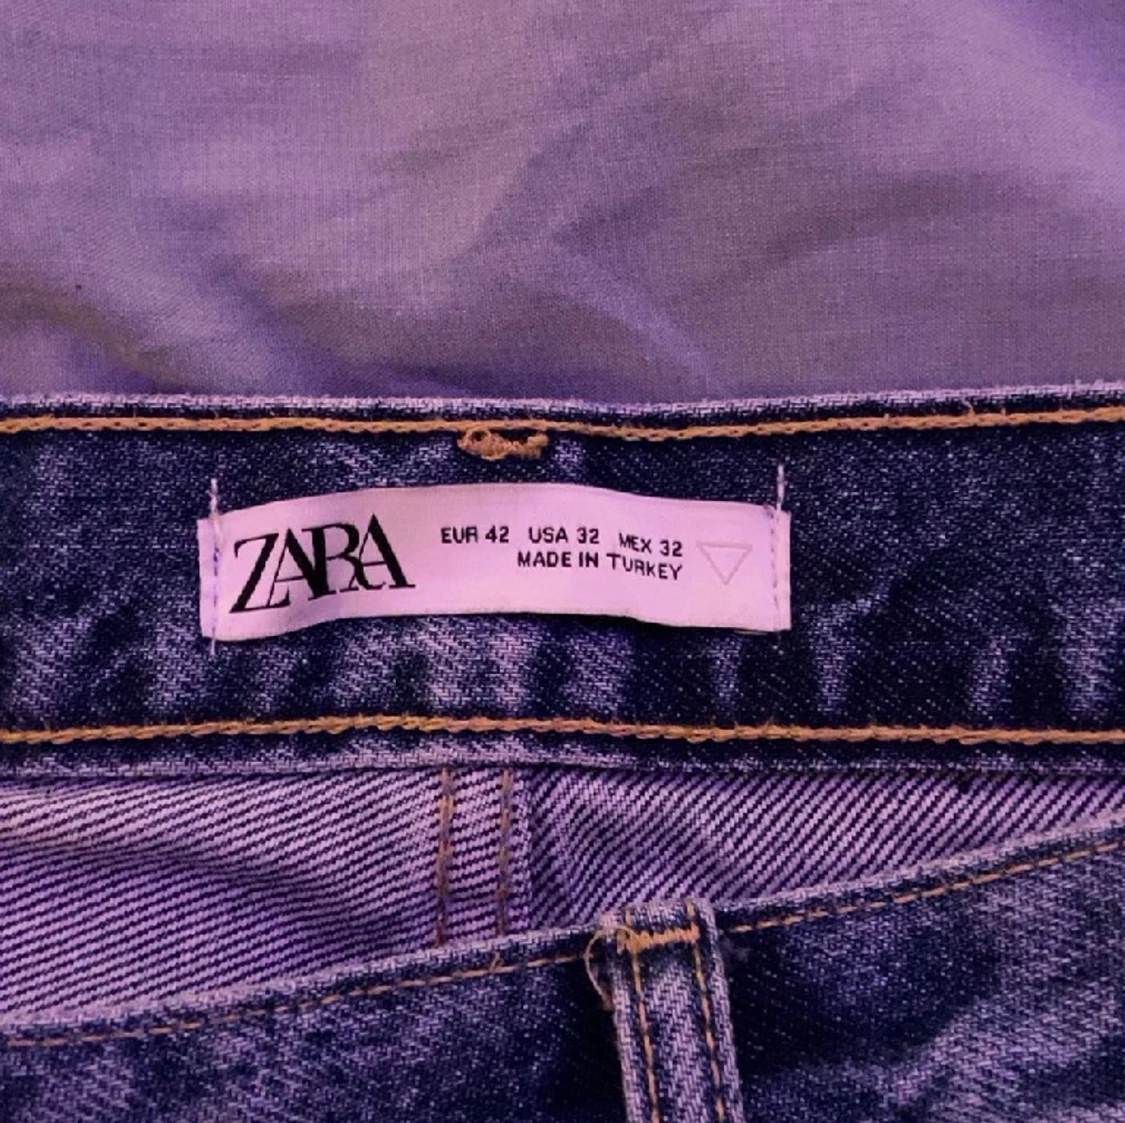 ZARA
EUR 42 USA 32 MEX 32
MADE IN TURKEY